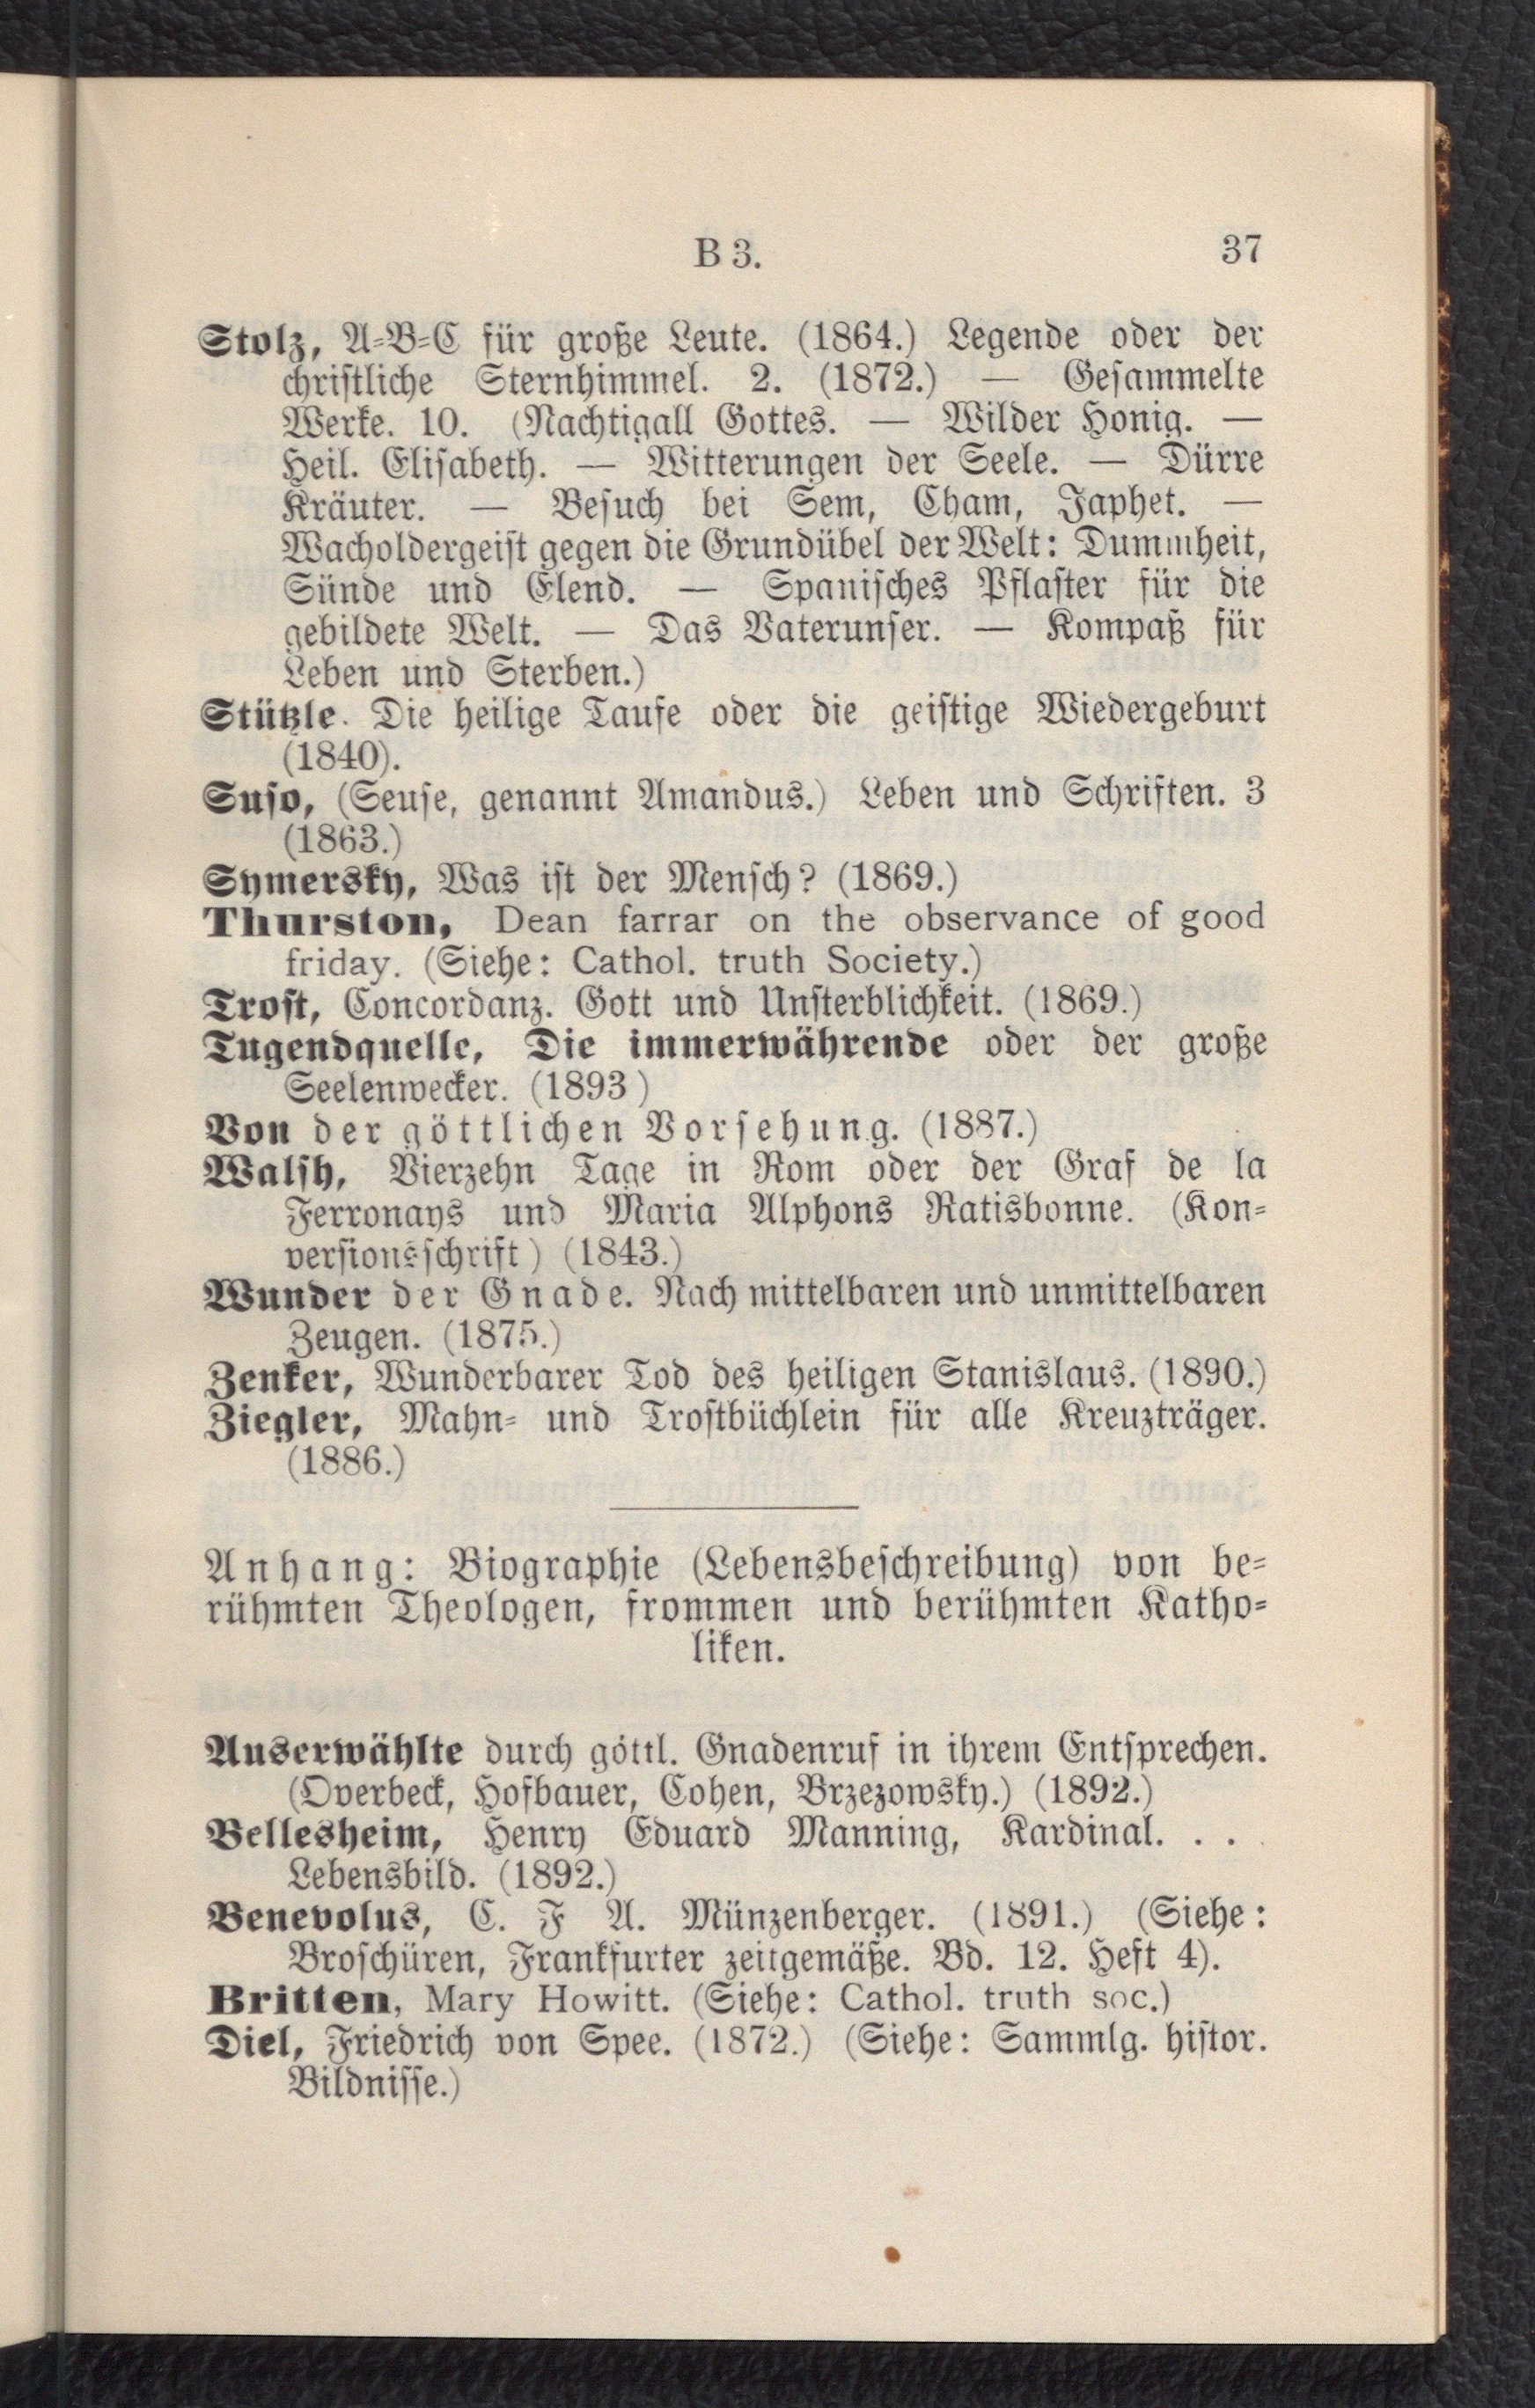 B 3. 37
Stolz, A=B=C für große Leute. (1864.) Legende oder der
christliche Sternhimmel. 2. (1872.) — Gesammelte
Werke. 10. (Nachtigall Gottes. — Wilder Honig. —
Heil. Elisabeth. — Witterungen der Seele. — Dürre
Kräuter. — Besuch bei Sem, Cham, Japhet. —
Wacholdergeist gegen die Grundübel der Welt: Dummheit,
Sünde und Elend. — Spanisches Pflaster für die
gebildete Welt. — Das Vaterunser. — Kompaß für
Leben und Sterben.)
Stützle. Die heilige Taufe oder die geistige Wiedergeburt
(1840).
Suso, (Seuse, genannt Amandus.) Leben und Schriften. 3
(1863.)
Symersky, Was ist der Mensch? (1869.)
Thurston, Dean farrar on the observance of good
friday. (Siehe: Cathol. truth Society.)
Trost, Concordanz. Gott und Unsterblichkeit. (1869.)
Tugendquelle, Die immerwährende oder der große
Seelenwecker. (1893)
Von der göttlichen Vorsehung. (1887.)
Walsh, Vierzehn Tage in Rom oder der Graf de la
Ferronays und Maria Alphons Ratisbonne. (Kon=
versionsschrift) (1843.)
Wunder der Gnade. Nach mittelbaren und unmittelbaren
Zeugen. (1875.)
Zenker, Wunderbarer Tod des heiligen Stanislaus. (1890.)
Ziegler, Mahn= und Trostbüchlein für alle Kreuzträger.
(1886.)
Anhang: Biographie (Lebensbeschreibung) von be=
rühmten Theologen, frommen und berühmten Katho=
liken.
Auserwählte durch göttl. Gnadenruf in ihrem Entsprechen.
(Overbeck, Hofbauer, Cohen, Brzezowsky.) (1892.)
Bellesheim, Henry Eduard Manning, Kardinal. . . .
Lebensbild. (1892.)
Benevolus, C. F A. Münzenberger. (1891.) (Siehe:
Broschüren, Frankfurter zeitgemäße. Bd. 12. Heft 4).
Britten, Mary Howitt. (Siehe: Cathol. truth soc.)
Diel, Friedrich von Spee. (1872.) (Siehe: Sammlg. histor.
Bildnisse.)